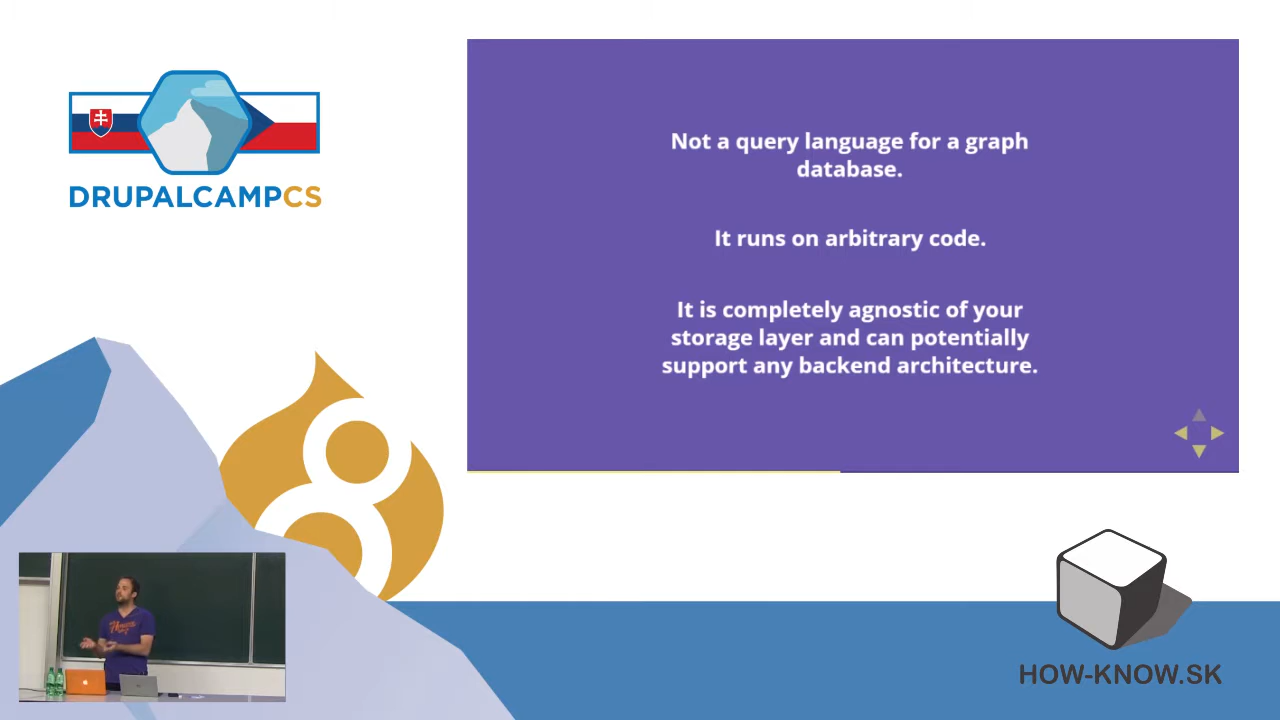 DRUPALCAMPCS
Not a query language for a graph
database.
It runs on arbitrary code.
It is completely agnostic of your
storage layer and can potentially
support any backend architecture.
8
HOW-KNOW.SK